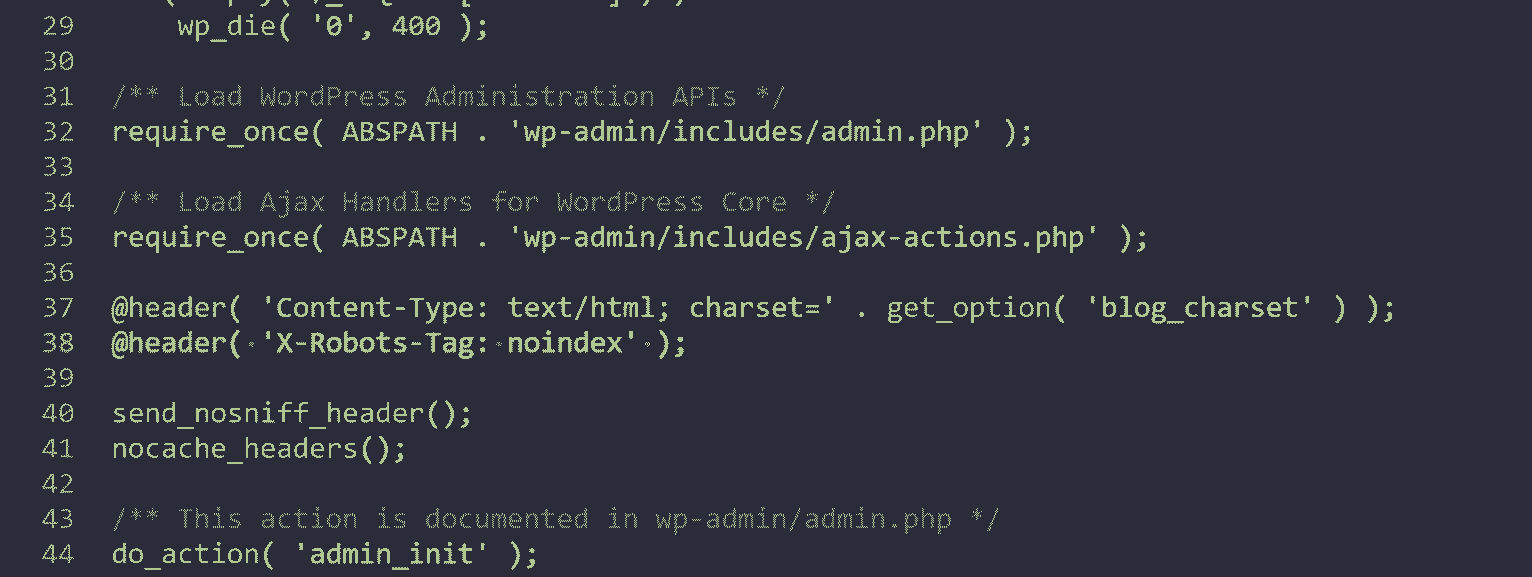 29 wp_die( '0', 400 );
30
31 /** Load WordPress Administration APIs */
32 require_once( ABSPATH . 'wp-admin/includes/admin.php' );
33
34 /** Load Ajax Handlers for WordPress Core */
35 require_once( ABSPATH . 'wp-admin/includes/ajax-actions.php' );
36
37 @header( 'Content-Type: text/html; charset=' . get_option( 'blog_charset' ) );
38 @header( 'X-Robots-Tag: noindex' );
39
40 send_nosniff_header();
41 nocache_headers();
42
43 /** This action is documented in wp-admin/admin.php */
44 do_action( 'admin_init' );